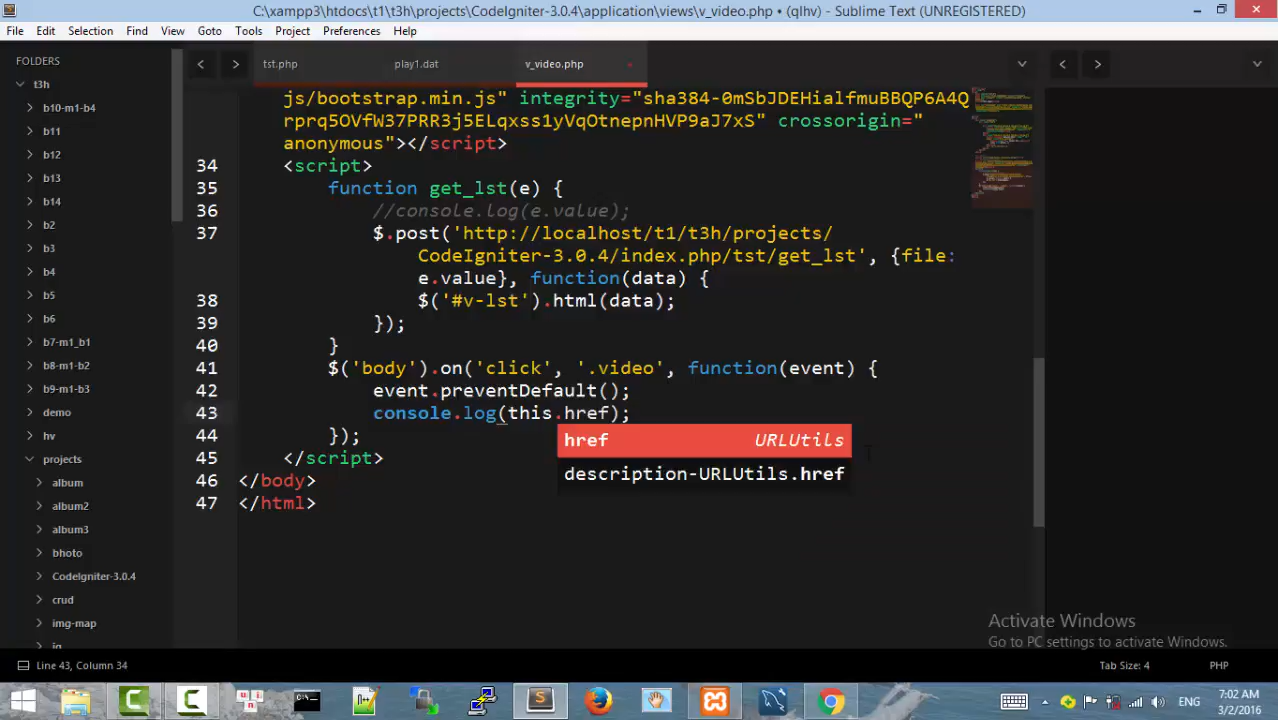 C:\xampp3\htdocs\t1\t3h\projects\CodeIgniter-3.0.4\application\views\v_video.php • (qlhv) - Sublime Text (UNREGISTERED)
File Edit Selection Find View Goto Tools Project Preferences Help
FOLDERS
t3h
b10-m1-b4
b11
b12
b13
b14
b2
b3
b4
b5
b6
b7-m1_b1
b8-m1-b2
b9-m1-b3
demo
hv
projects
album
album2
album3
bhoto
CodeIgniter-3.0.4
crud
img-map
tst.php play1.dat v_video.php
js/bootstrap.min.js" integrity="sha384-0mSbJDEHialfmuBBQP6A4Q
rprq5OVfW37PRR3j5ELqxss1yVqOtnepnHVP9aJ7xS" crossorigin="
anonymous"></script>
34 <script>
35 function get_lst(e) {
36 //console.log(e.value);
37 $.post('http://localhost/t1/t3h/projects/
CodeIgniter-3.0.4/index.php/tst/get_lst', {file:
e.value}, function(data) {
38 $('#v-lst').html(data);
39 });
40 }
41 $('body').on('click', '.video', function(event) {
42 event.preventDefault();
43 console.log(this.href);
44 });
45 </script>
46 </body>
47 </html>
href URLUtils
description-URLUtils.href
Activate Windows
Go to PC settings to activate Windows.
Line 43, Column 34
Tab Size: 4 PHP
ENG
7:02 AM
3/2/2016